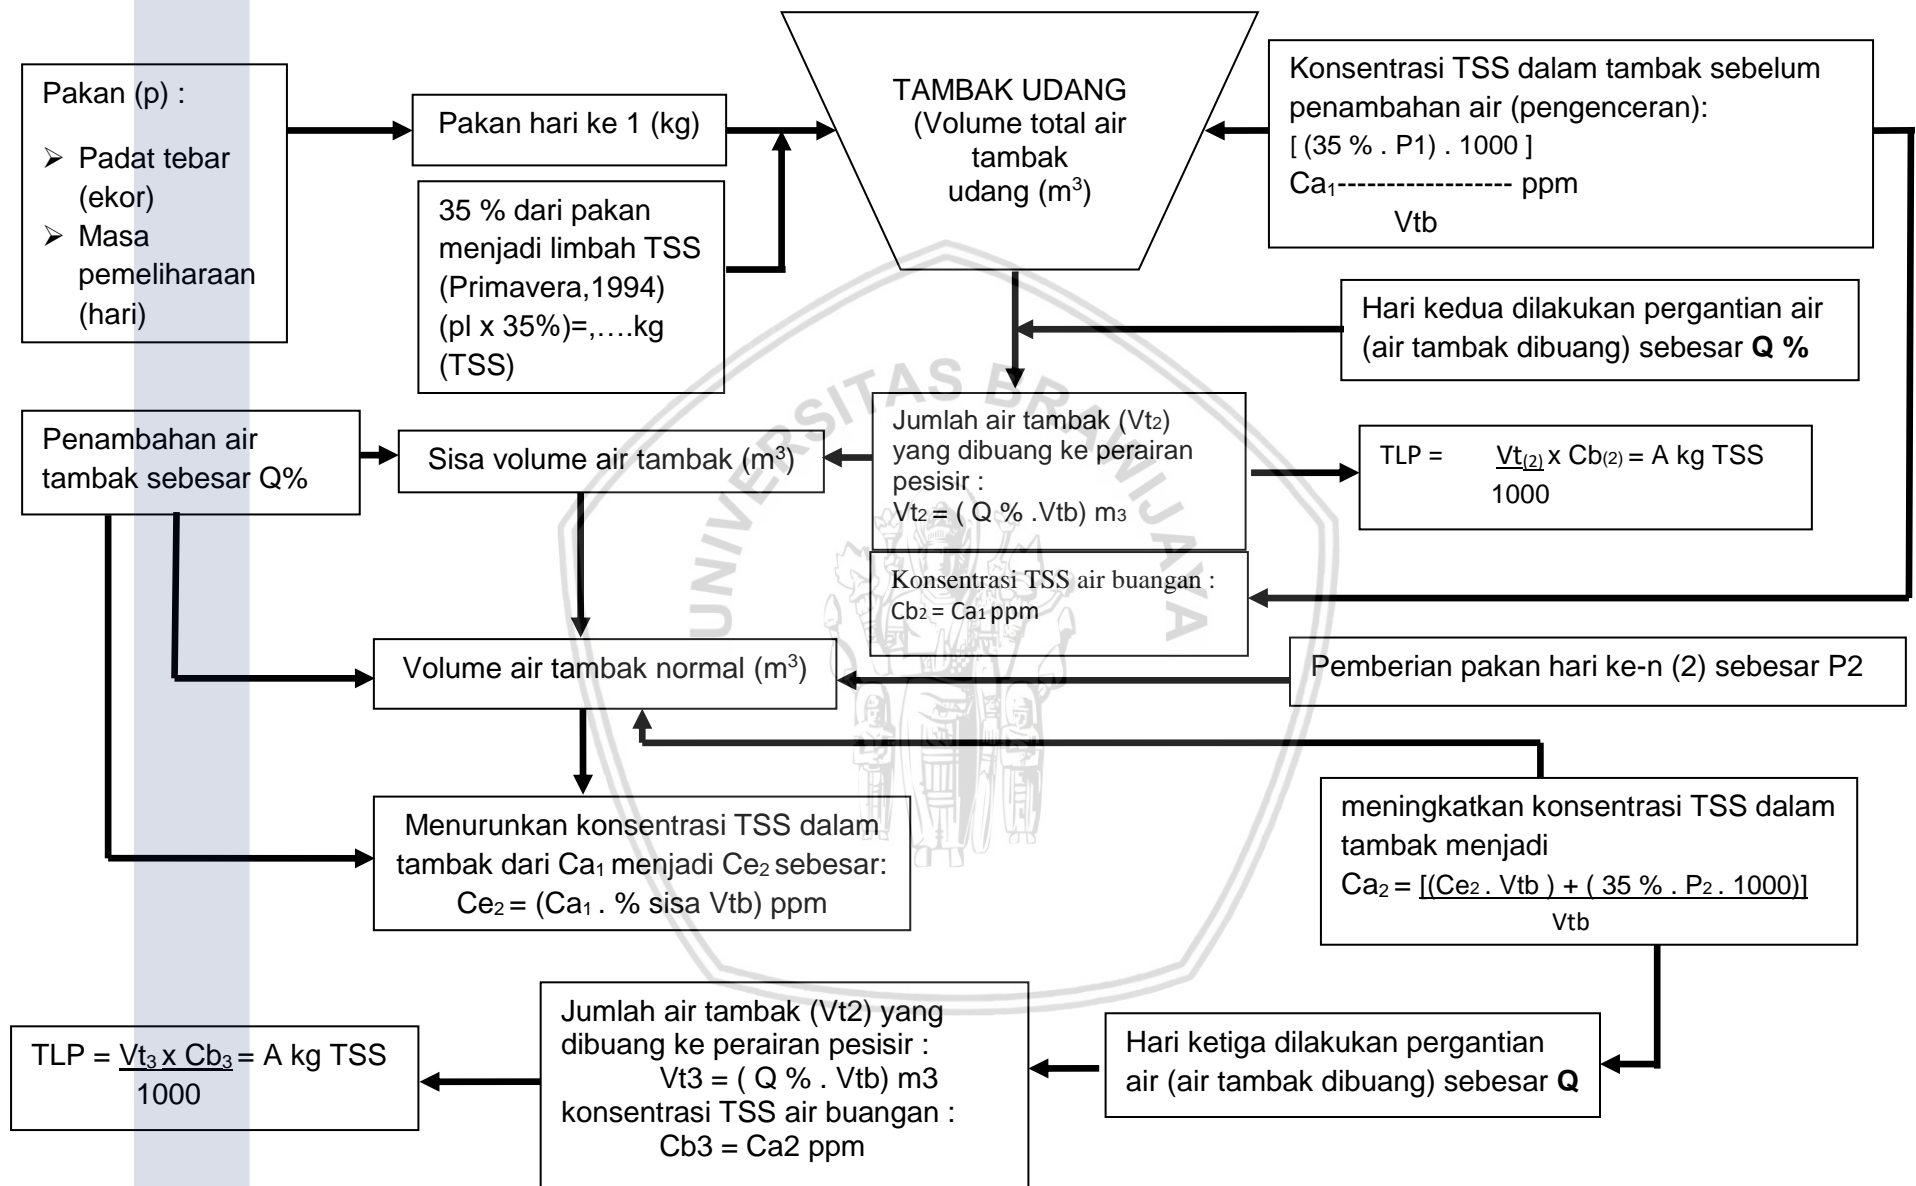 Pakan (p) :
➢ Padat tebar
(ekor)
➢ Masa
pemeliharaan
(hari)
Pakan hari ke 1 (kg)
35 % dari pakan
menjadi limbah TSS
(Primavera,1994)
(pl x 35%)=,….kg
(TSS)
TAMBAK UDANG
(Volume total air
tambak
udang (m³)
Konsentrasi TSS dalam tambak sebelum
penambahan air (pengenceran):
[ (35 % . P1) . 1000 ]
Ca₁------------------ ppm
Vtb
Hari kedua dilakukan pergantian air
(air tambak dibuang) sebesar Q %
Penambahan air
tambak sebesar Q%
Sisa volume air tambak (m³)
Jumlah air tambak (Vt₂)
yang dibuang ke perairan
pesisir :
Vt₂ = ( Q % .Vtb) m₃
TLP = Vt₍₂₎ x Cb₍₂₎ = A kg TSS
1000
Konsentrasi TSS air buangan :
Cb₂ = Ca₁ ppm
Volume air tambak normal (m³)
Pemberian pakan hari ke-n (2) sebesar P2
Menurunkan konsentrasi TSS dalam
tambak dari Ca₁ menjadi Ce₂ sebesar:
Ce₂ = (Ca₁ . % sisa Vtb) ppm
meningkatkan konsentrasi TSS dalam
tambak menjadi
Ca₂ = [(Ce₂ . Vtb ) + ( 35 % . P₂ . 1000)]
Vtb
TLP = Vt₃ x Cb₃ = A kg TSS
1000
Jumlah air tambak (Vt2) yang
dibuang ke perairan pesisir :
Vt3 = ( Q % . Vtb) m3
konsentrasi TSS air buangan :
Cb3 = Ca2 ppm
Hari ketiga dilakukan pergantian
air (air tambak dibuang) sebesar Q
UNIVERSITAS BRAWIJAYA